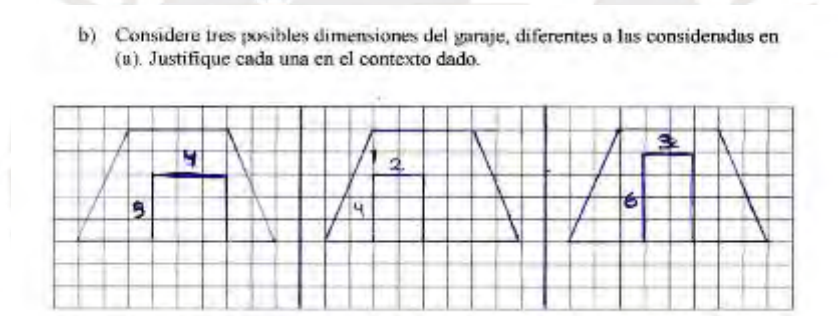 b) Considere tres posibles dimensiones del garaje, diferentes a las consideradas en
(a). Justifique cada una en el contexto dado.
4 2 3
4 6